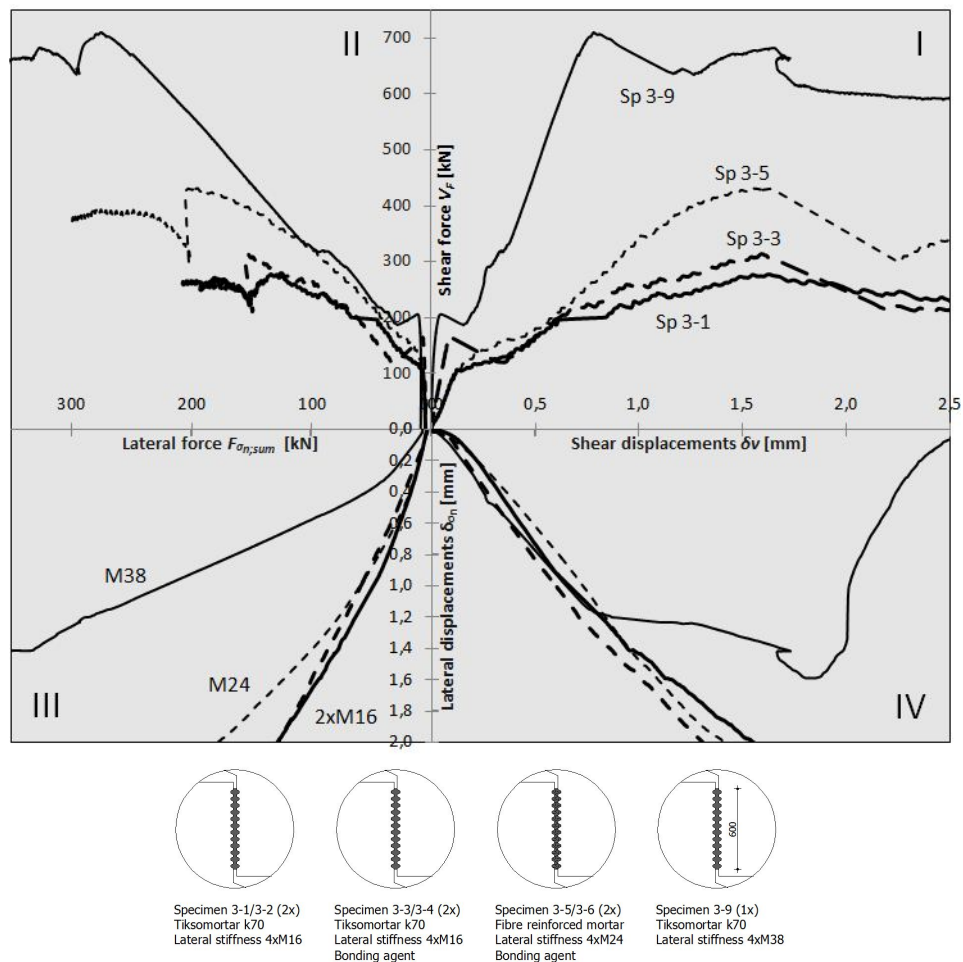 II
I
700
600
500
400
300
200
100
Shear force V_F [kN]
Sp 3-9
Sp 3-5
Sp 3-3
Sp 3-1
300
200
100
0,5
1,0
1,5
2,0
2,5
Lateral force Fσn;sum [kN]
Shear displacements δv [mm]
0,0
0,2
0,4
0,6
0,8
1,0
1,2
1,4
1,6
1,8
2,0
Lateral displacements δσn [mm]
M38
M24
2xM16
III
IV
600
Specimen 3-1/3-2 (2x)
Tiksomortar k70
Lateral stiffness 4xM16
Specimen 3-3/3-4 (2x)
Tiksomortar k70
Lateral stiffness 4xM16
Bonding agent
Specimen 3-5/3-6 (2x)
Fibre reinforced mortar
Lateral stiffness 4xM24
Bonding agent
Specimen 3-9 (1x)
Tiksomortar k70
Lateral stiffness 4xM38